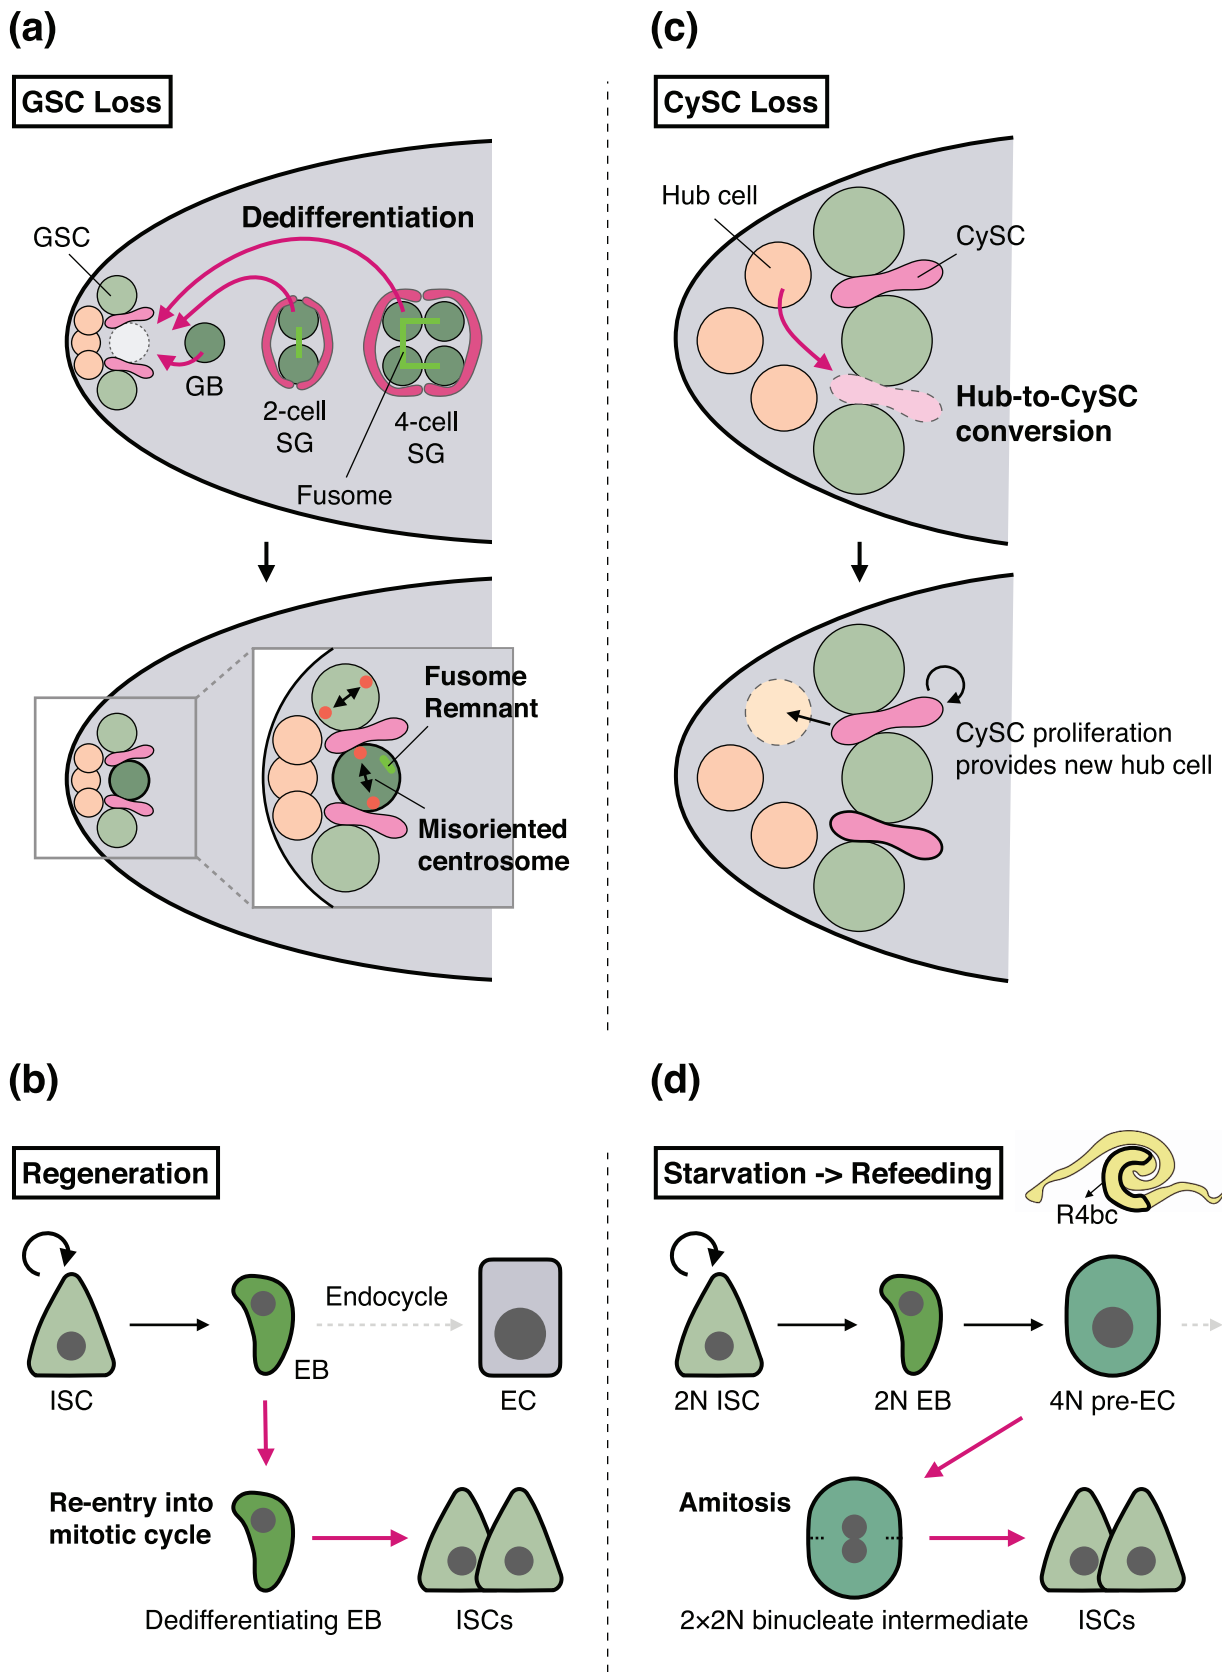 (a)
GSC Loss
Dedifferentiation
GSC
GB
2-cell
SG
4-cell
SG
Fusome
Fusome
Remnant
Misoriented
centrosome
(c)
CySC Loss
Hub cell
CySC
Hub-to-CySC
conversion
CySC proliferation
provides new hub cell
(b)
Regeneration
Endocycle
ISC
EB
EC
Re-entry into
mitotic cycle
Dedifferentiating EB
ISCs
(d)
Starvation -> Refeeding
R4bc
2N ISC
2N EB
4N pre-EC
Amitosis
2×2N binucleate intermediate
ISCs